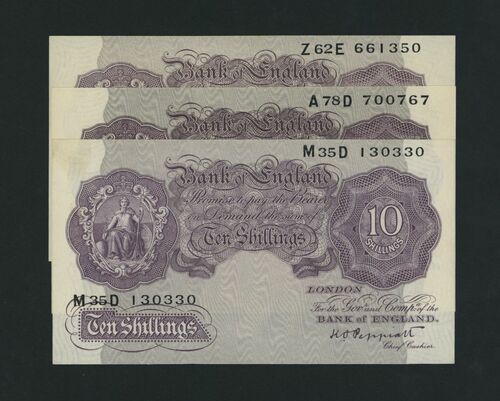 Z62E 661350
Bank of England
A78D 700767
Bank of England
M35D 130330
Bank of England
Promise to pay the Bearer
on Demand the sum of
Ten Shillings
10
SHILLINGS
LONDON
For the Govr. and Compa. of the
BANK of ENGLAND.
K.O. Peppiatt
Chief Cashier.
M35D 130330
Ten Shillings